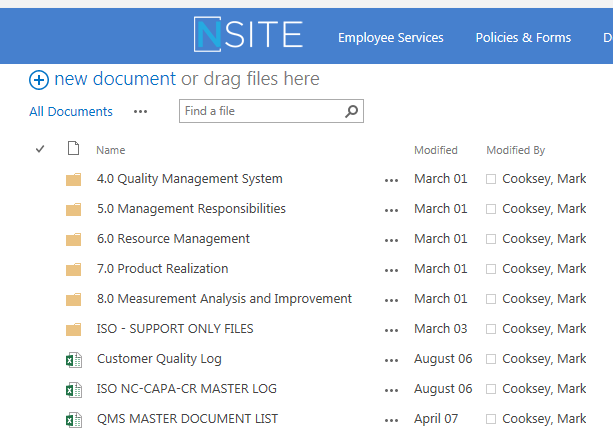 NSITE
Employee Services Policies & Forms D
new document or drag files here
All Documents ... Find a file
Name Modified Modified By
4.0 Quality Management System ... March 01 Cooksey, Mark
5.0 Management Responsibilities ... March 01 Cooksey, Mark
6.0 Resource Management ... March 01 Cooksey, Mark
7.0 Product Realization ... March 01 Cooksey, Mark
8.0 Measurement Analysis and Improvement ... March 01 Cooksey, Mark
ISO - SUPPORT ONLY FILES ... March 03 Cooksey, Mark
Customer Quality Log ... August 06 Cooksey, Mark
ISO NC-CAPA-CR MASTER LOG ... August 06 Cooksey, Mark
QMS MASTER DOCUMENT LIST ... April 07 Cooksey, Mark